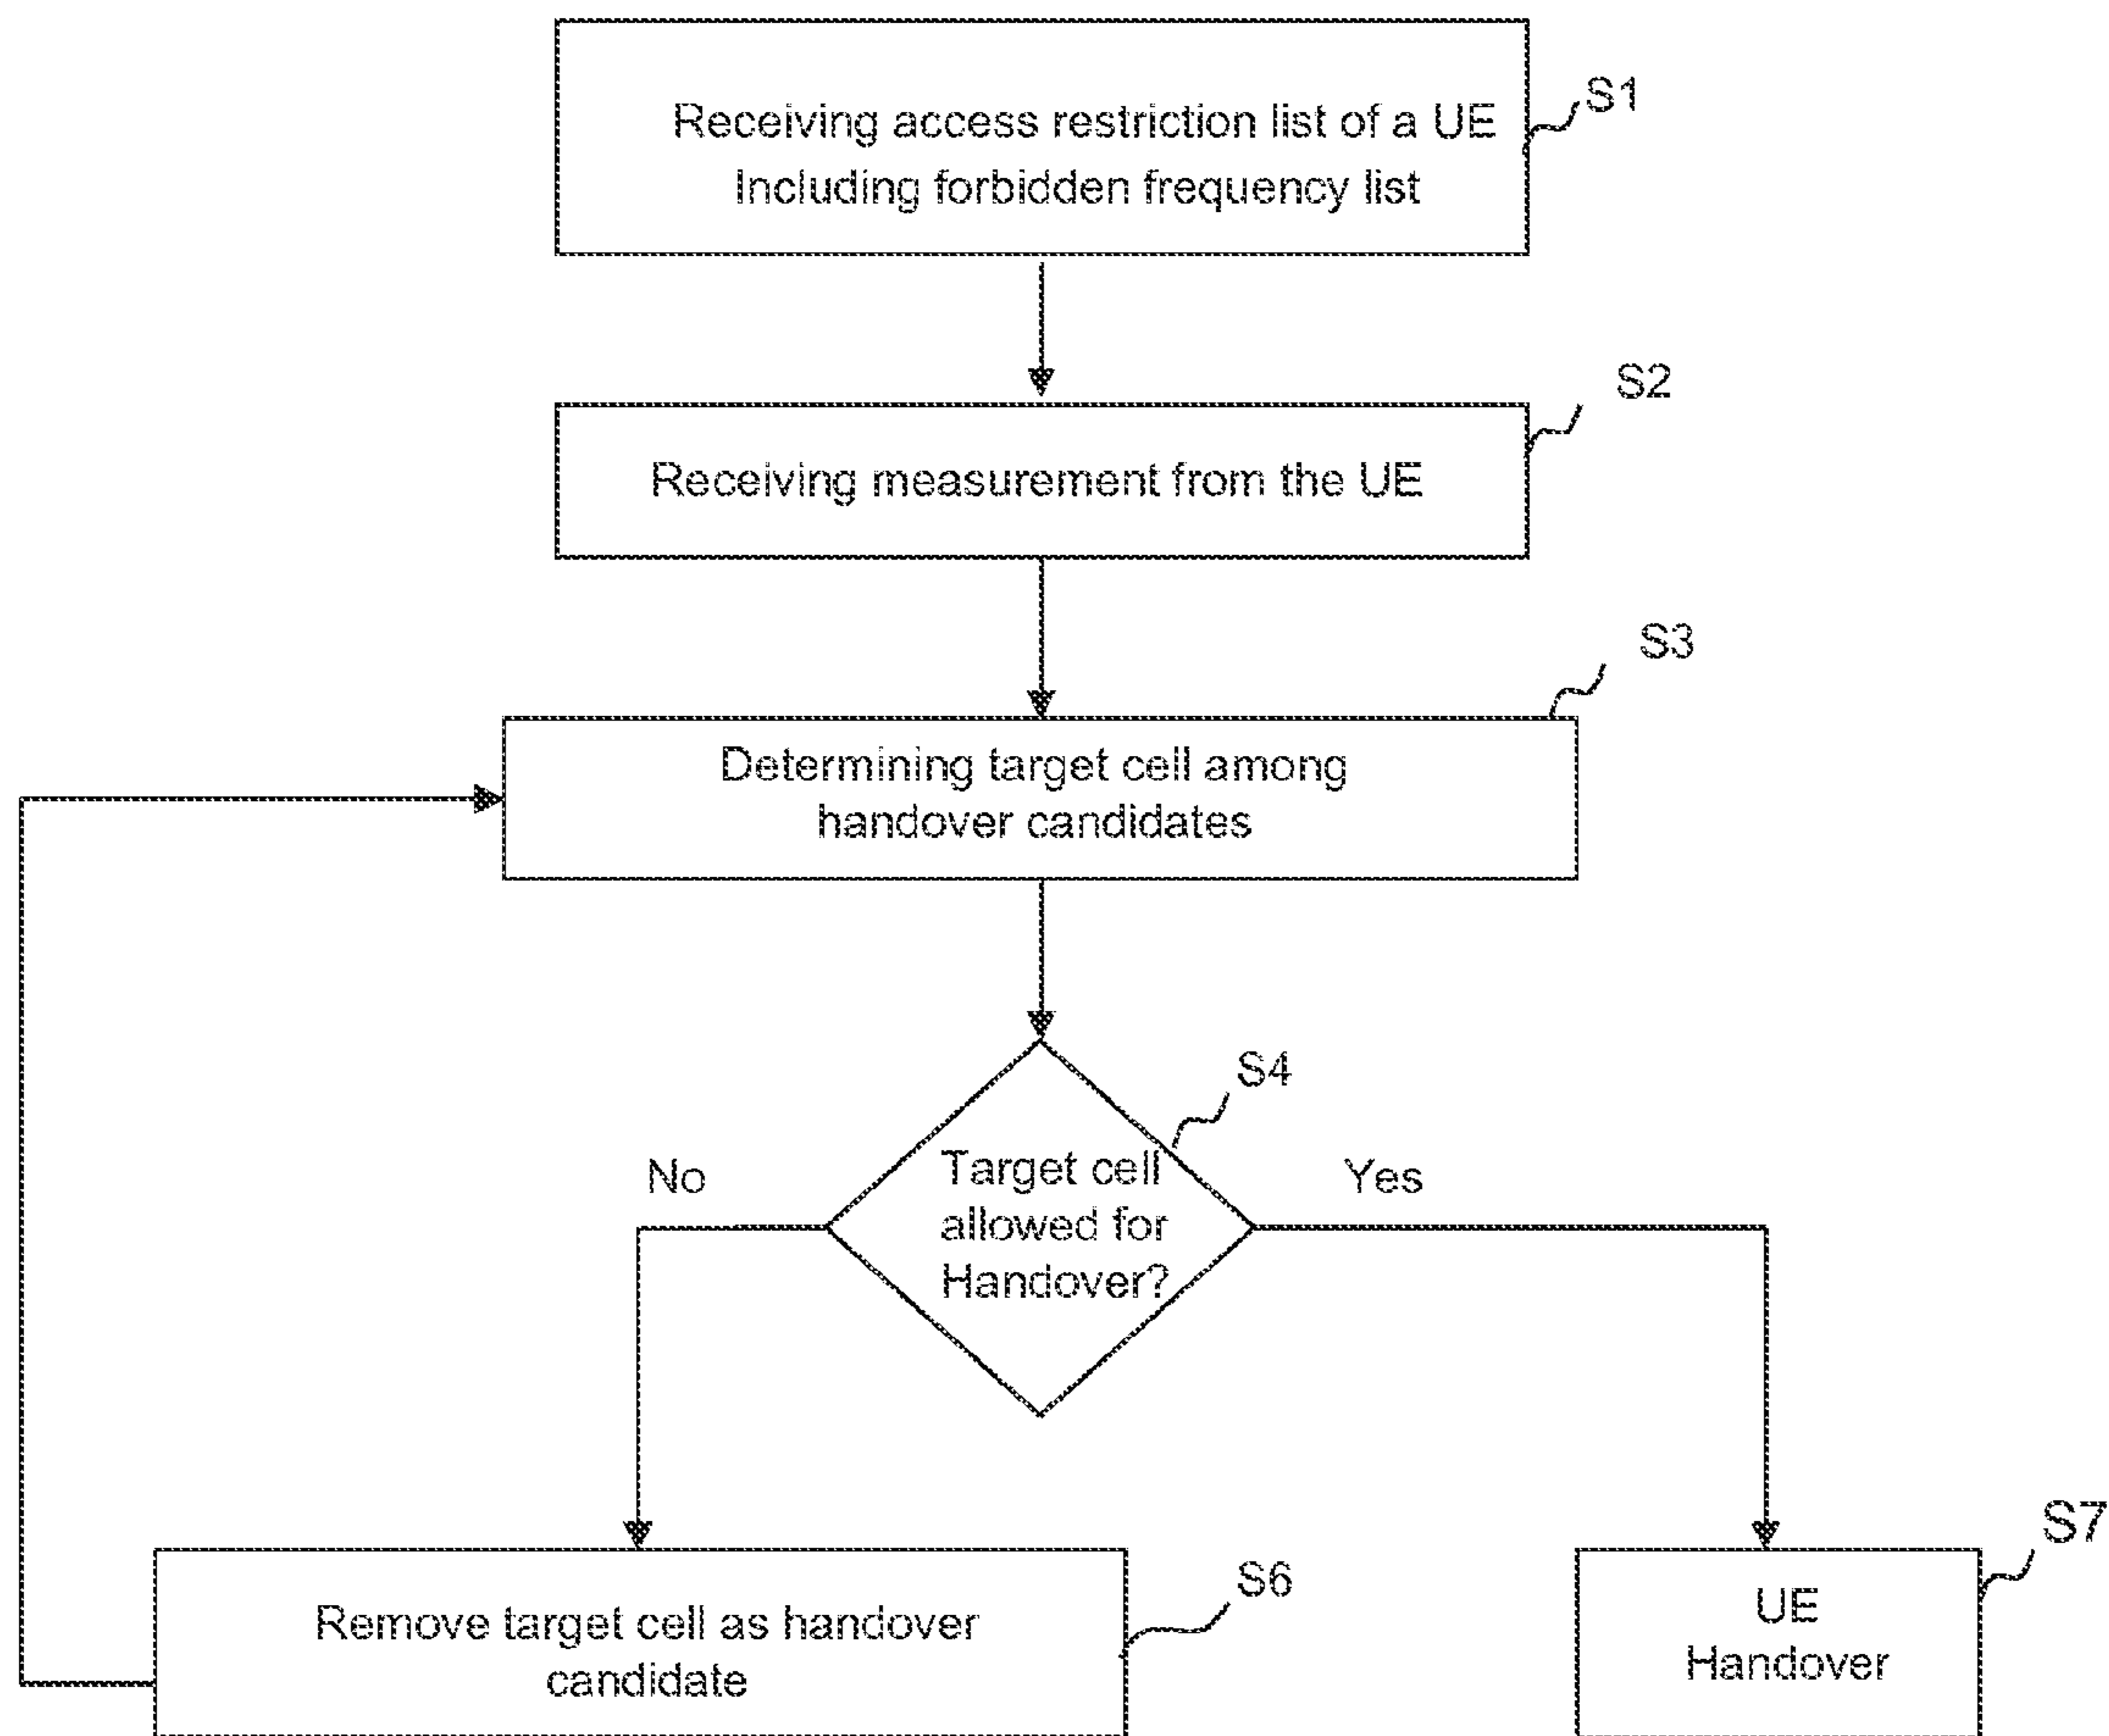 Receiving access restriction list of a UE
Including forbidden frequency list
S1
Receiving measurement from the UE
S2
Determining target cell among
handover candidates
S3
Target cell
allowed for
Handover?
S4
No
Yes
Remove target cell as handover
candidate
S6
UE
Handover
S7